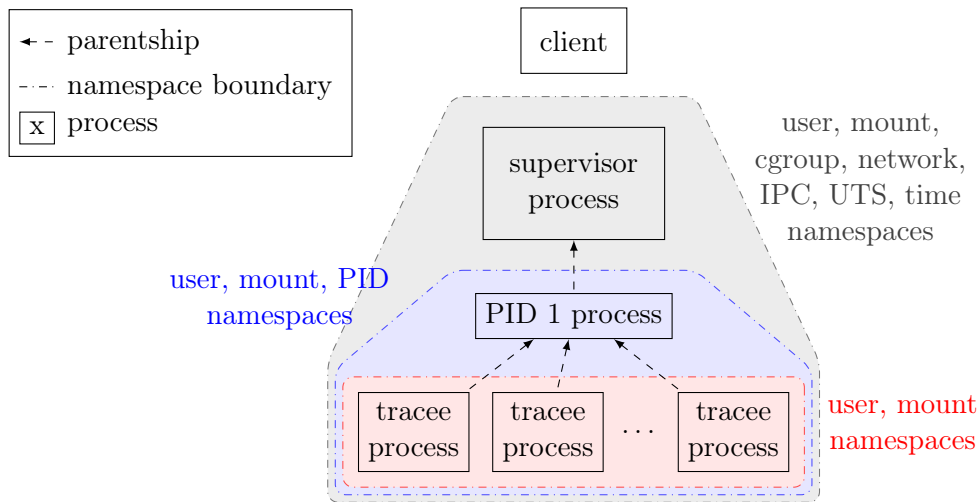 parentship
namespace boundary
x process
client
supervisor
process
user, mount,
cgroup, network,
IPC, UTS, time
namespaces
user, mount, PID
namespaces
PID 1 process
tracee
process
tracee
process
...
tracee
process
user, mount
namespaces